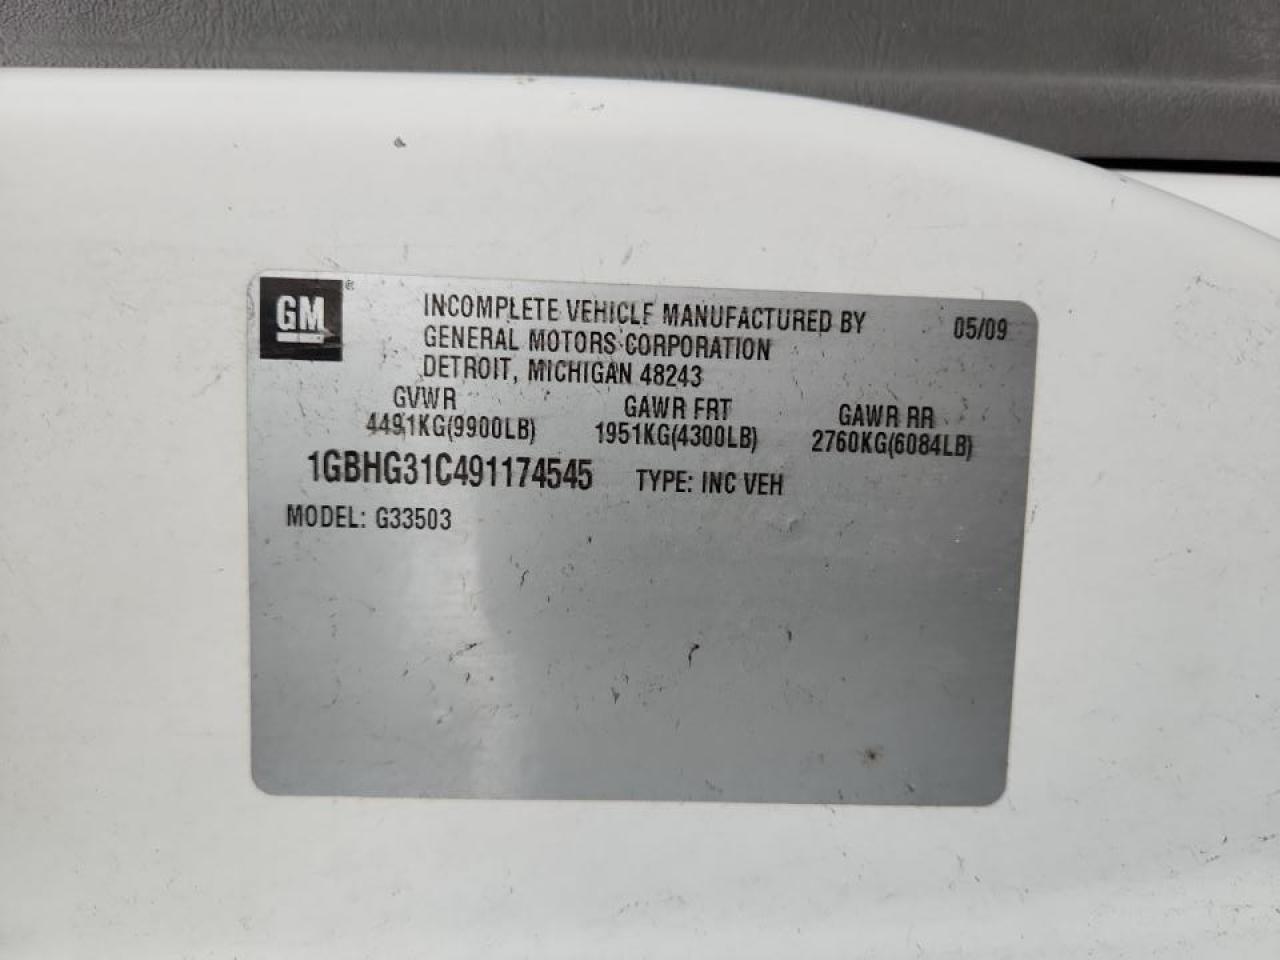 GM ®
INCOMPLETE VEHICLE MANUFACTURED BY 05/09
GENERAL MOTORS CORPORATION
DETROIT, MICHIGAN 48243
GVWR GAWR FRT GAWR RR
4491KG(9900LB) 1951KG(4300LB) 2760KG(6084LB)
1GBHG31C491174545 TYPE: INC VEH
MODEL: G33503